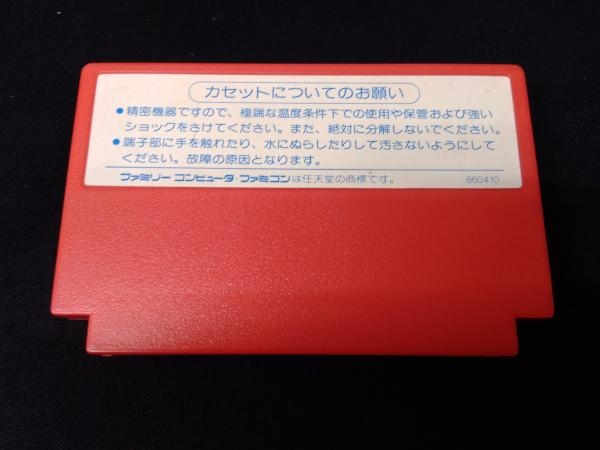 カセットについてのお願い
●精密機器ですので、極端な温度条件下での使用や保管および強い
ショックをさけてください。また、絶対に分解しないでください。
●端子部に手を触れたり、水にぬらしたりして汚さないようにして
ください。故障の原因となります。
ファミリー コンピュータ・ファミコンは任天堂の商標です。 860410